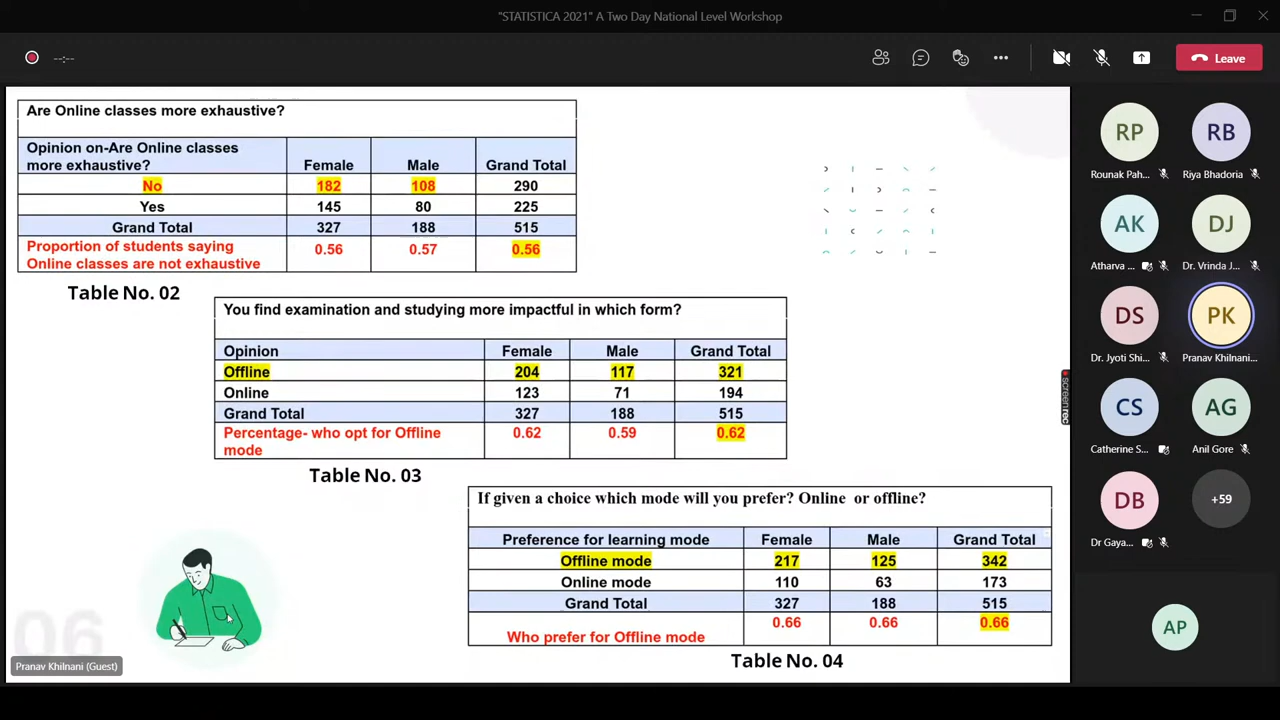 "STATISTICA 2021" A Two Day National Level Workshop
--:--
Leave
Are Online classes more exhaustive?
Opinion on-Are Online classes
more exhaustive? Female Male Grand Total
No 182 108 290
Yes 145 80 225
Grand Total 327 188 515
Proportion of students saying 0.56 0.57 0.56
Online classes are not exhaustive
Table No. 02
You find examination and studying more impactful in which form?
Opinion Female Male Grand Total
Offline 204 117 321
Online 123 71 194
Grand Total 327 188 515
Percentage- who opt for Offline 0.62 0.59 0.62
mode
Table No. 03
If given a choice which mode will you prefer? Online or offline?
Preference for learning mode Female Male Grand Total
Offline mode 217 125 342
Online mode 110 63 173
Grand Total 327 188 515
0.66 0.66 0.66
Who prefer for Offline mode
Table No. 04
06
Pranav Khilnani (Guest)
screenrec
RP RB
Rounak Pah... Riya Bhadoria
AK DJ
Atharva ... Dr. Vrinda J...
DS PK
Dr. Jyoti Shi... Pranav Khilnani...
CS AG
Catherine S... Anil Gore
DB +59
Dr Gaya...
AP